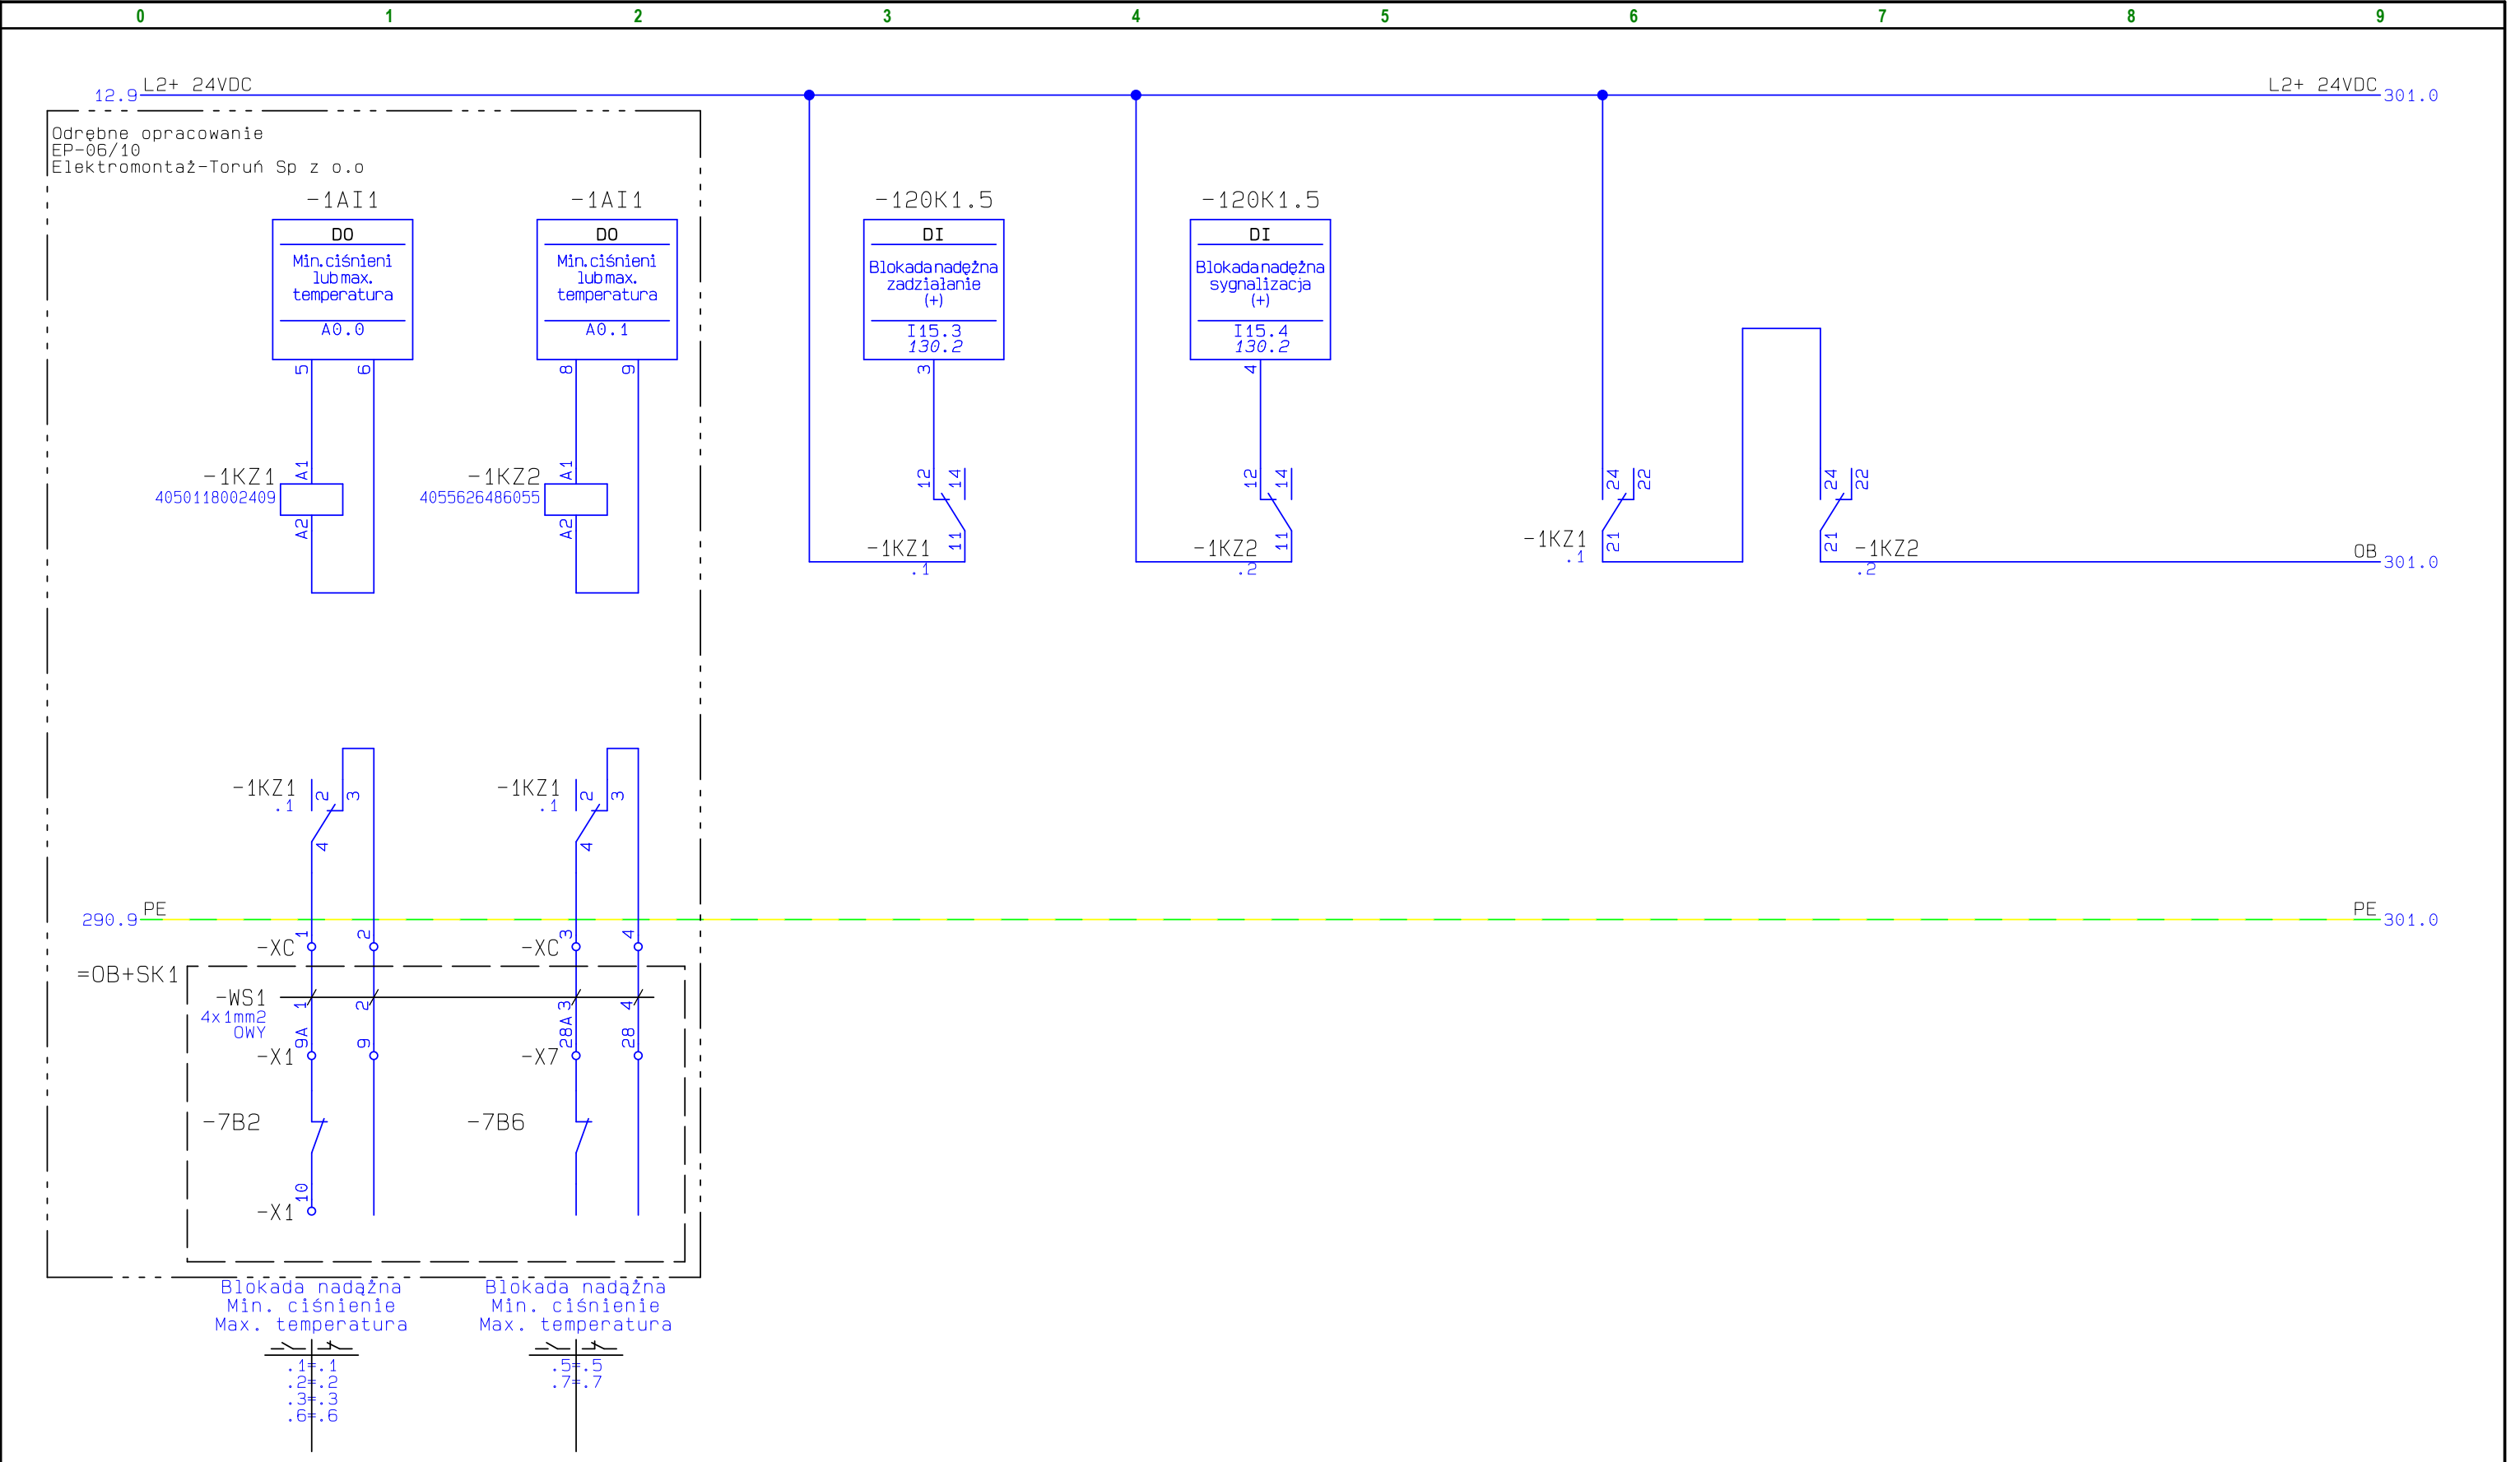 0 1 2 3 4 5 6 7 8 9
L2+ 24VDC
12.9
L2+ 24VDC
301.0
Odrębne opracowanie
EP-06/10
Elektromontaż-Toruń Sp z o.o
-1AI1
DO
Min.ciśnieni
lub max.
temperatura
A0.0
5 6
-1AI1
DO
Min.ciśnieni
lub max.
temperatura
A0.1
8 9
-120K1.5
DI
Blokada nadężna
zadziałanie
(+)
I15.3
130.2
3
-120K1.5
DI
Blokada nadężna
sygnalizacja
(+)
I15.4
130.2
4
-1KZ1
4050118002409
A1
A2
-1KZ2
4055626486055
A1
A2
12 14
-1KZ1
.1
11
12 14
-1KZ2
.2
11
24 22
-1KZ1
.1
21
24 22
21
-1KZ2
.2
OB
301.0
-1KZ1
.1
2 3
4
-1KZ1
.1
2 3
4
PE
290.9
PE
301.0
-XC
1 2
-XC
3 4
=OB+SK1
-WS1
4x1mm2
OWY
1 2 3 4
-X1
9A 9
-X7
28A 28
-7B2
-7B6
10
-X1
Blokada nadążna
Min. ciśnienie
Max. temperatura
Blokada nadążna
Min. ciśnienie
Max. temperatura
.1=.1
.2=.2
.3=.3
.6=.6
.5=.5
.7=.7